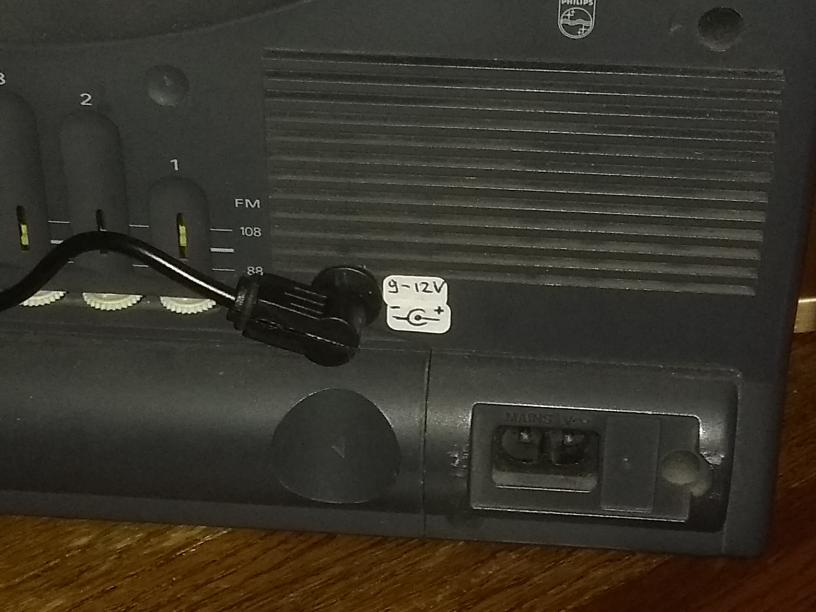 PHILIPS
3
2
1
FM
108
88
9-12V
- +
MAINS V~